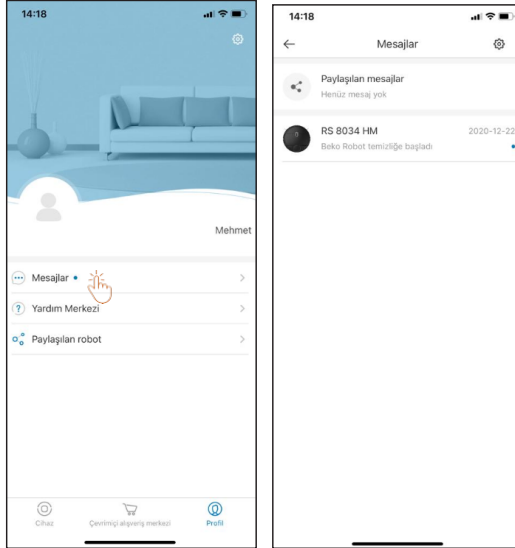 14:18
Mehmet
Mesajlar
Yardım Merkezi
Paylaşılan robot
Cihaz
Çevrimiçi alışveriş merkezi
Profil
14:18
Mesajlar
Paylaşılan mesajlar
Henüz mesaj yok
RS 8034 HM 2020-12-22
Beko Robot temizliğe başladı